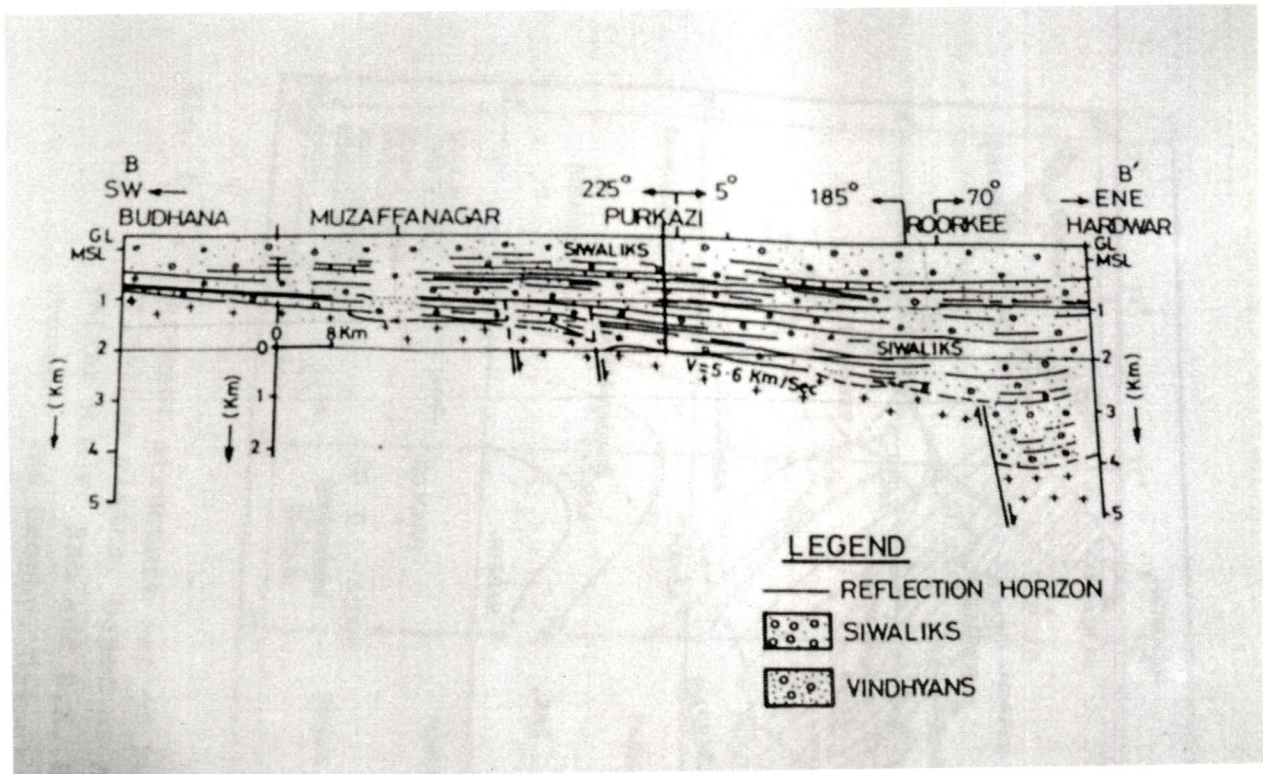 B
B'
SW
225°
5°
185°
70°
ENE
BUDHANA
MUZAFFANAGAR
PURKAZI
ROORKEE
HARDWAR
GL
MSL
SIWALIKS
GL
MSL
1
2
3
4
5
(Km)
0
8 Km
0
1
2
(Km)
SIWALIKS
V=5·6 Km/Sec
1
2
3
4
5
(Km)
LEGEND
REFLECTION HORIZON
SIWALIKS
VINDHYANS